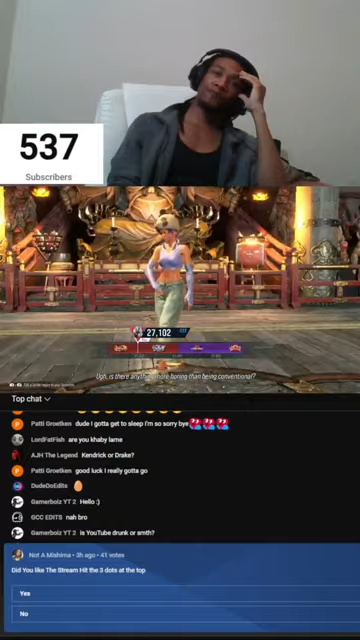 537
Subscribers
27,102
Ugh, is there anything more boring than being conventional?
Top chat
P Patti Groetken dude I gotta get to sleep i'm so sorry bye
LordFatFish are you khaby lame
A AJH The Legend Kendrick or Drake?
P Patti Groetken good luck I really gotta go
DudeDoEdits
Gamerboiz YT 2 Hello :)
GCC EDITS nah bro
Gamerboiz YT 2 is YouTube drunk or smth?
Not A Mishima • 3h ago • 41 votes
Did You like The Stream Hit the 3 dots at the top
Yes
No